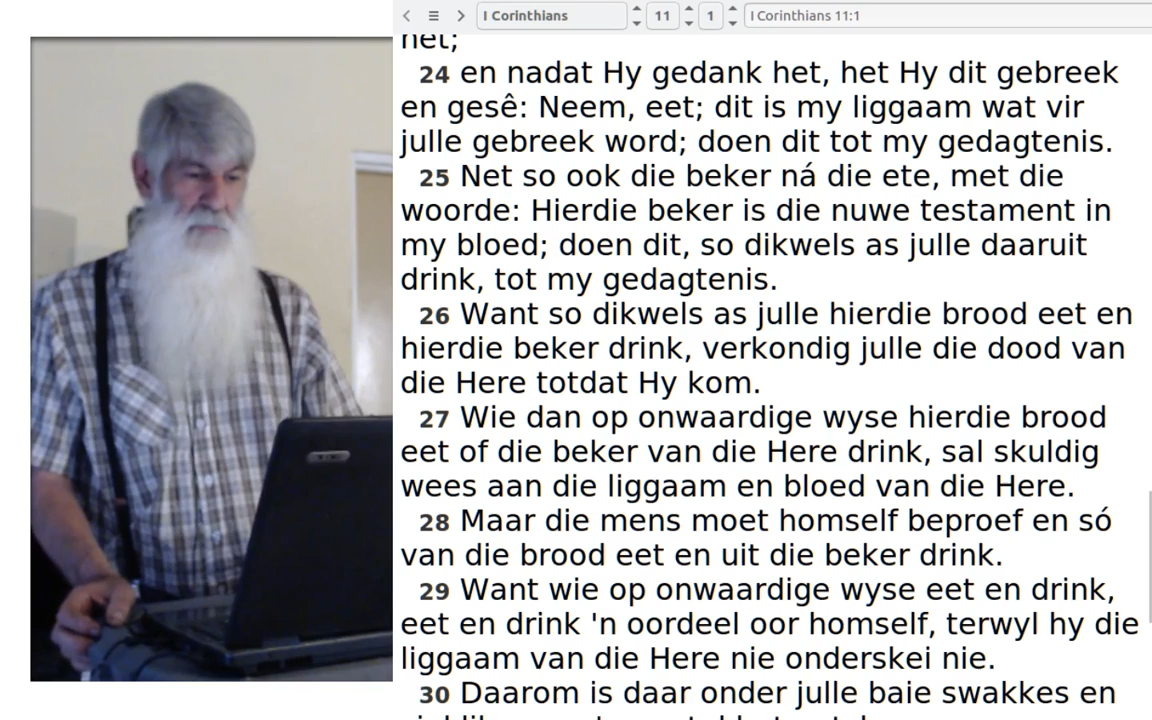 I Corinthians 11 1 I Corinthians 11:1
het;
24 en nadat Hy gedank het, het Hy dit gebreek
en gesê: Neem, eet; dit is my liggaam wat vir
julle gebreek word; doen dit tot my gedagtenis.
25 Net so ook die beker ná die ete, met die
woorde: Hierdie beker is die nuwe testament in
my bloed; doen dit, so dikwels as julle daaruit
drink, tot my gedagtenis.
26 Want so dikwels as julle hierdie brood eet en
hierdie beker drink, verkondig julle die dood van
die Here totdat Hy kom.
27 Wie dan op onwaardige wyse hierdie brood
eet of die beker van die Here drink, sal skuldig
wees aan die liggaam en bloed van die Here.
28 Maar die mens moet homself beproef en só
van die brood eet en uit die beker drink.
29 Want wie op onwaardige wyse eet en drink,
eet en drink 'n oordeel oor homself, terwyl hy die
liggaam van die Here nie onderskei nie.
30 Daarom is daar onder julle baie swakkes en